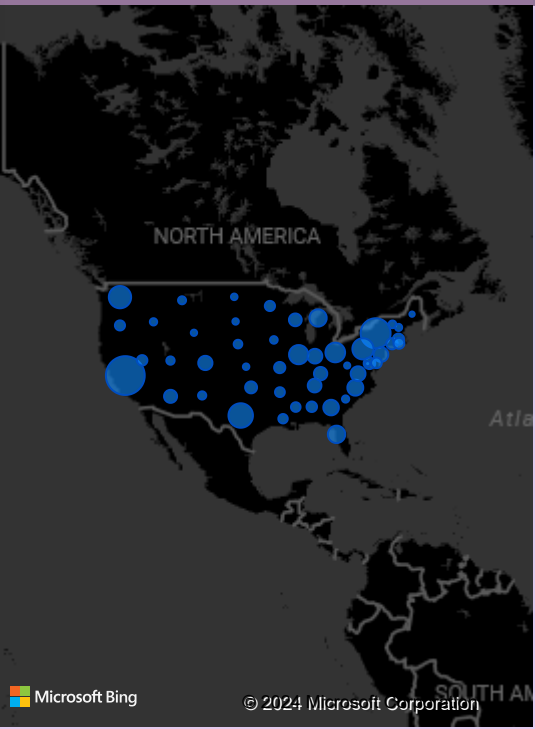 NORTH AMERICA
Atla
Microsoft Bing
© 2024 Microsoft Corporation
SOUTH AM